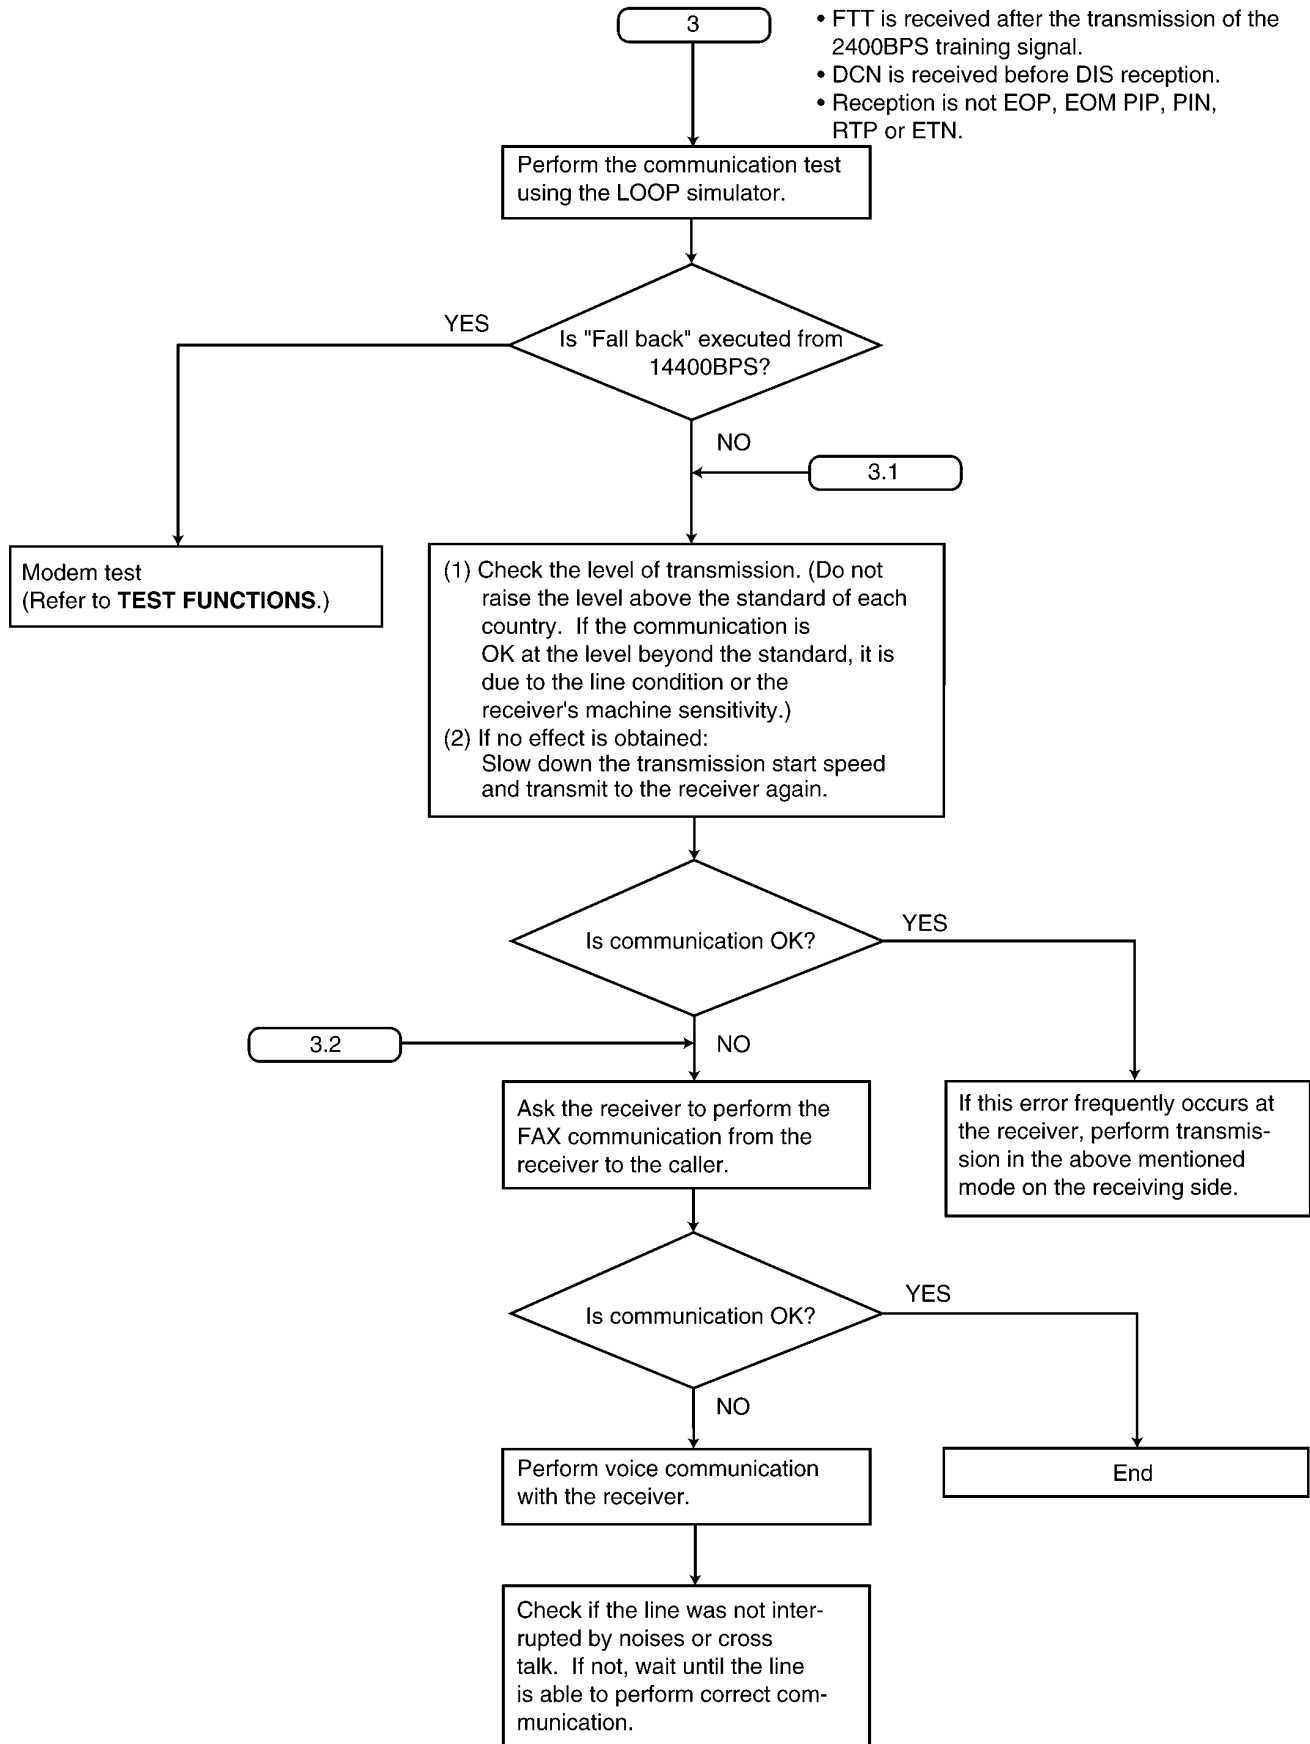 3
• FTT is received after the transmission of the
2400BPS training signal.
• DCN is received before DIS reception.
• Reception is not EOP, EOM PIP, PIN,
RTP or ETN.
Perform the communication test
using the LOOP simulator.
YES
Is "Fall back" executed from
14400BPS?
NO
3.1
Modem test
(Refer to TEST FUNCTIONS.)
(1) Check the level of transmission. (Do not
raise the level above the standard of each
country.  If the communication is
OK at the level beyond the standard, it is
due to the line condition or the
receiver's machine sensitivity.)
(2) If no effect is obtained:
Slow down the transmission start speed
and transmit to the receiver again.
Is communication OK?
YES
3.2
NO
Ask the receiver to perform the
FAX communication from the
receiver to the caller.
If this error frequently occurs at
the receiver, perform transmis-
sion in the above mentioned
mode on the receiving side.
Is communication OK?
YES
NO
Perform voice communication
with the receiver.
End
Check if the line was not inter-
rupted by noises or cross
talk.  If not, wait until the line
is able to perform correct com-
munication.